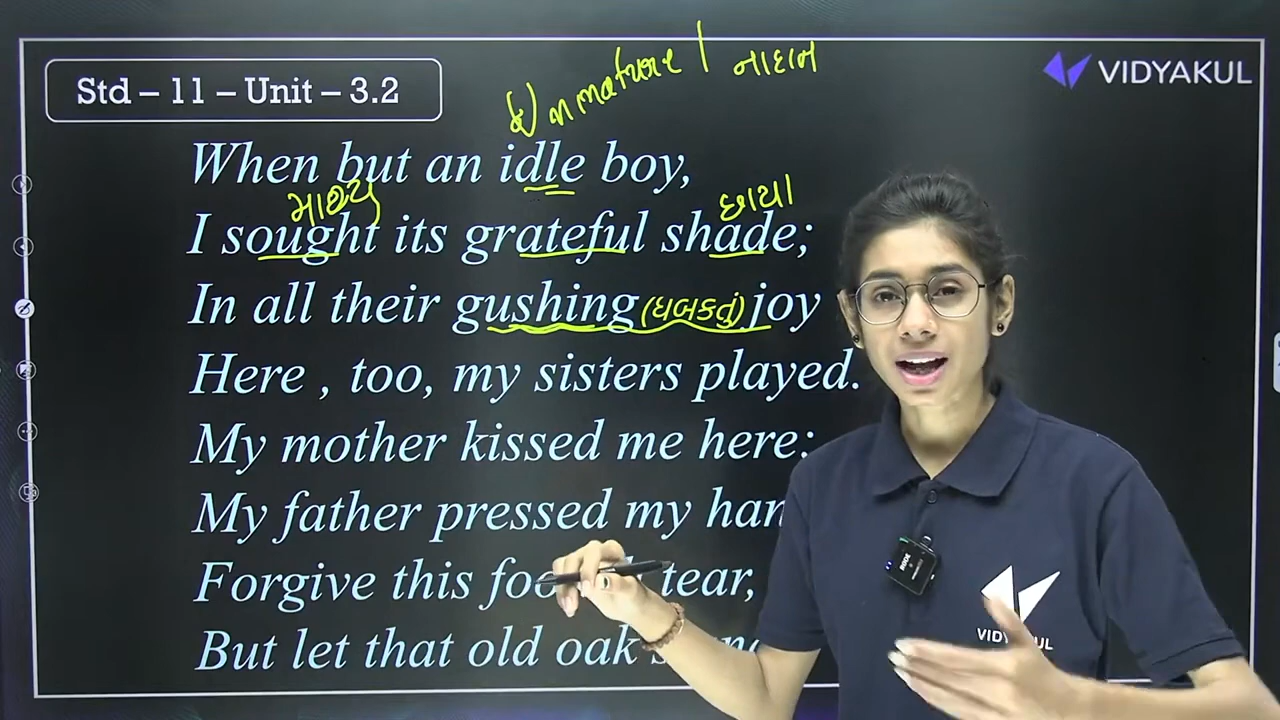 Std – 11 – Unit – 3.2
VIDYAKUL
Immature / નાદાન
When but an idle boy,
માણ્યુ છાયા
I sought its grateful shade;
In all their gushing (ધબકતું) joy
Here , too, my sisters played.
My mother kissed me here:
My father pressed my han
Forgive this foo tear,
But let that old oak
VIDYAKUL